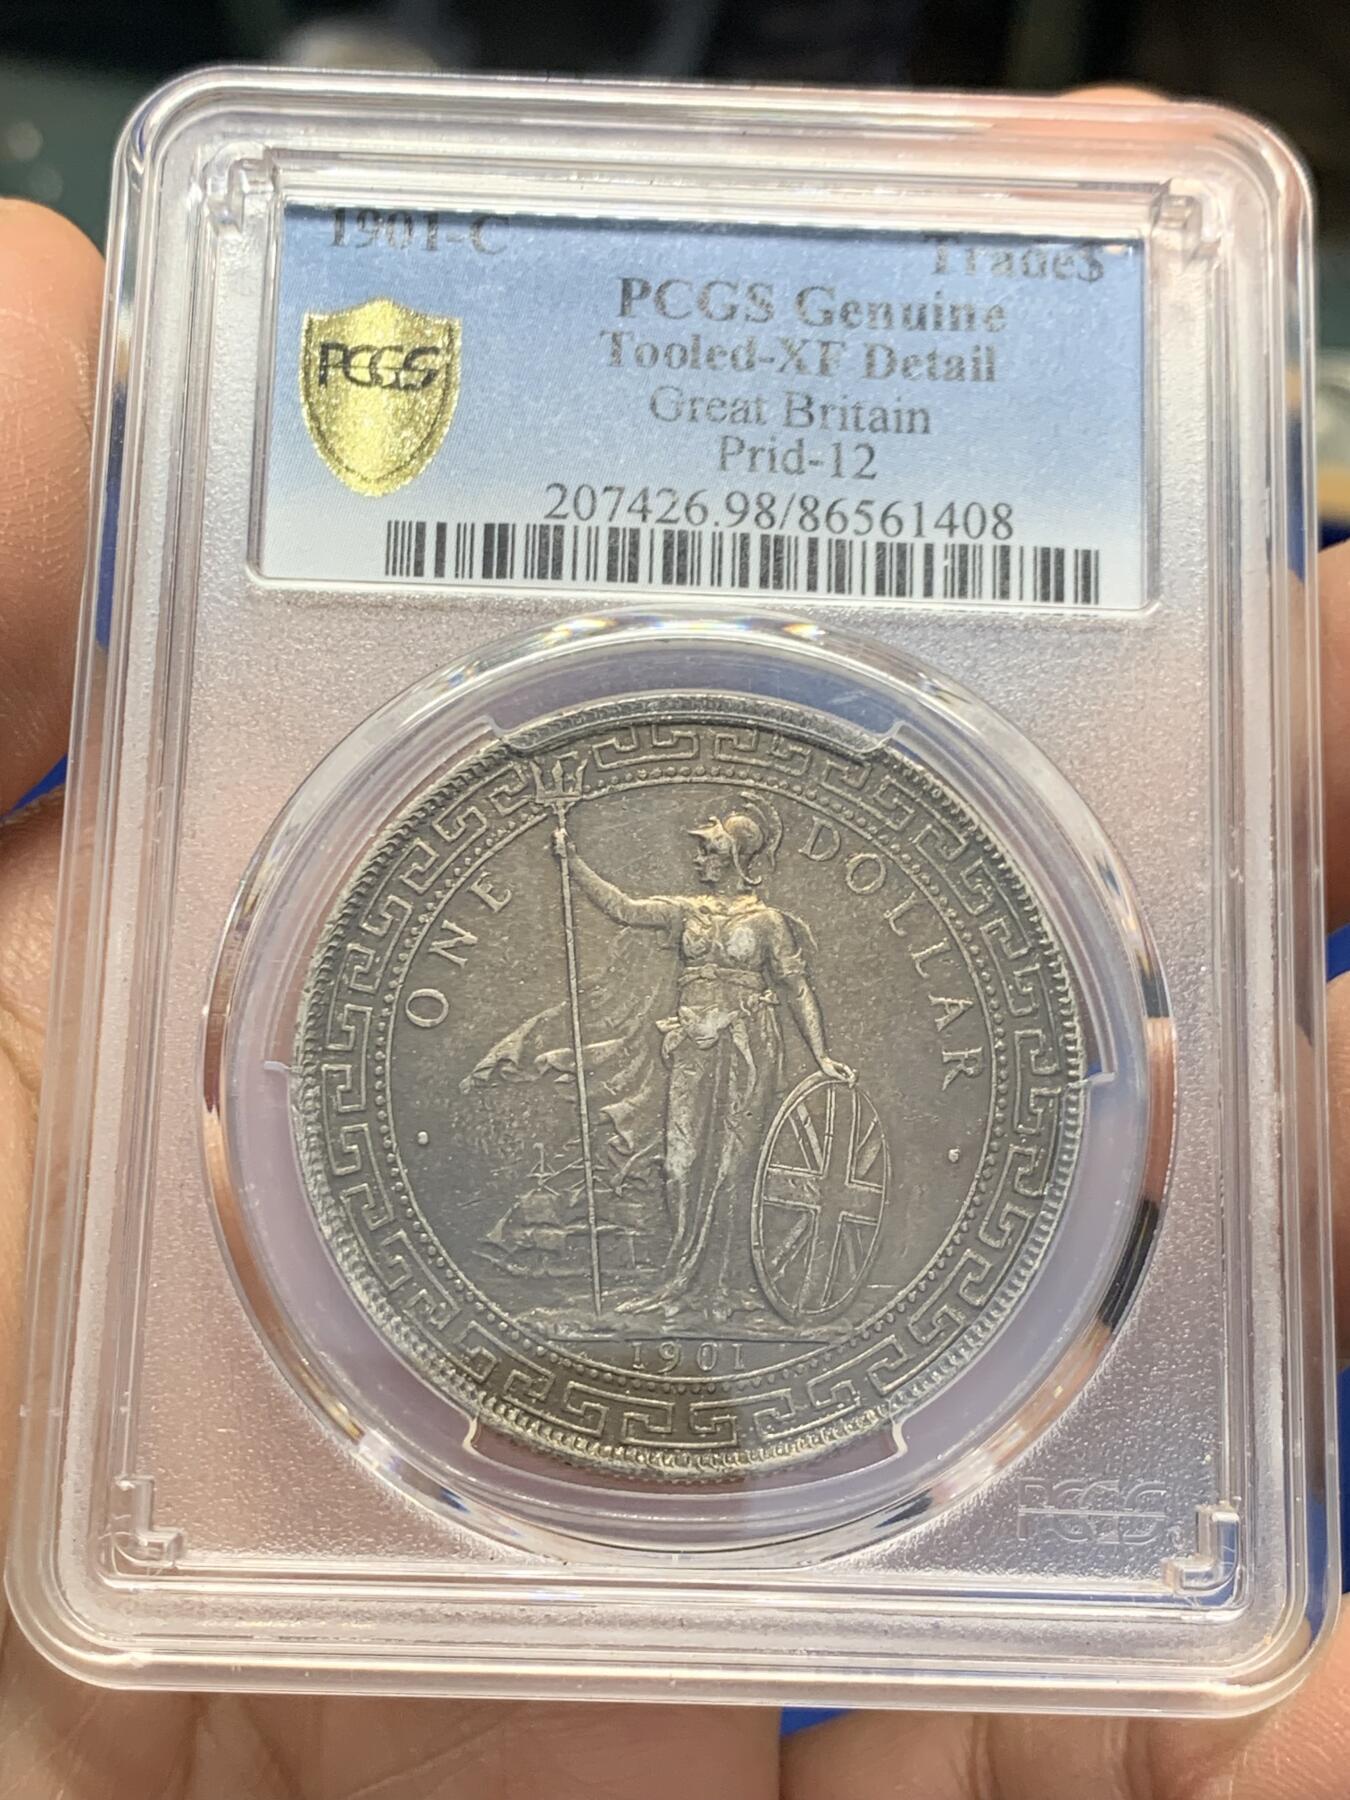 1901-C Trade$
PCGS Genuine
PCGS
Tooled-XF Detail
Great Britain
Prid-12
207426.98/86561408
ONE DOLLAR
1901
PCGS